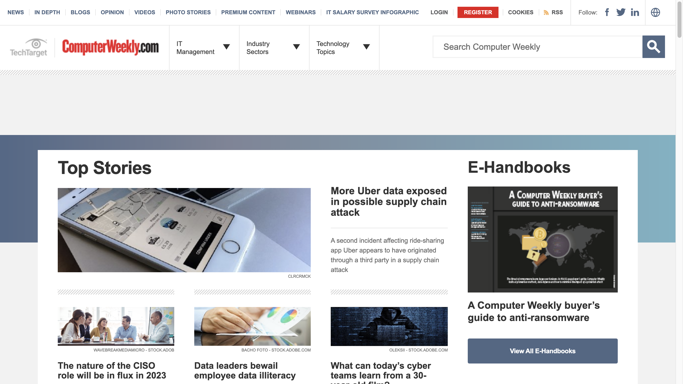 NEWS IN DEPTH BLOGS OPINION VIDEOS PHOTO STORIES PREMIUM CONTENT WEBINARS IT SALARY SURVEY INFOGRAPHIC LOGIN REGISTER COOKIES RSS Follow:
TechTarget
ComputerWeekly.com
IT
Management
Industry
Sectors
Technology
Topics
Search Computer Weekly
Top Stories
CLRCRMCK
More Uber data exposed
in possible supply chain
attack
A second incident affecting ride-sharing
app Uber appears to have originated
through a third party in a supply chain
attack
WAVEBREAKMEDIAMICRO - STOCK.ADOB
The nature of the CISO
role will be in flux in 2023
BACHO FOTO - STOCK.ADOBE.COM
Data leaders bewail
employee data illiteracy
OLEKSII - STOCK.ADOBE.COM
What can today's cyber
teams learn from a 30-
year-old film?
E-Handbooks
A COMPUTER WEEKLY BUYER'S
GUIDE TO ANTI-RANSOMWARE
A Computer Weekly buyer's
guide to anti-ransomware
View All E-Handbooks